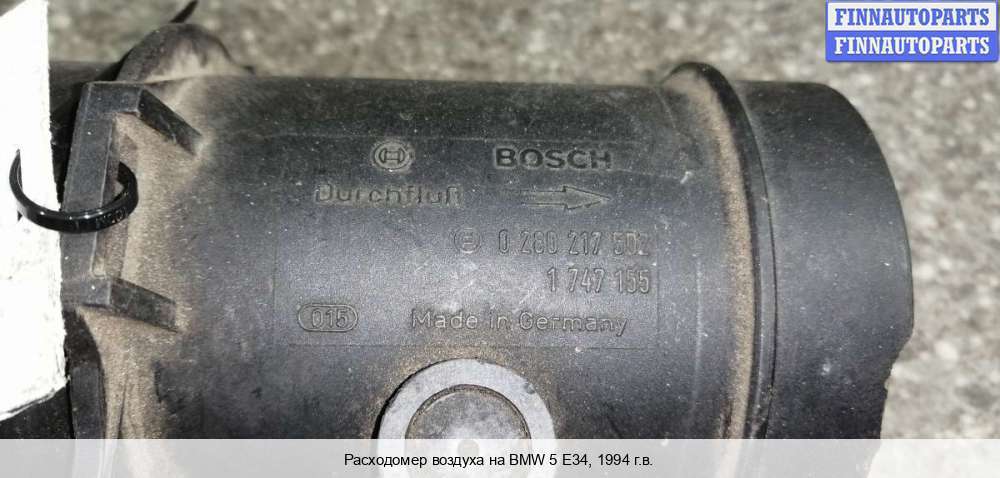 FINNAUTOPARTS
FINNAUTOPARTS
BOSCH
Durchfluß
0 280 217 502
1 747 155
015
Made in Germany
Расходомер воздуха на BMW 5 E34, 1994 г.в.